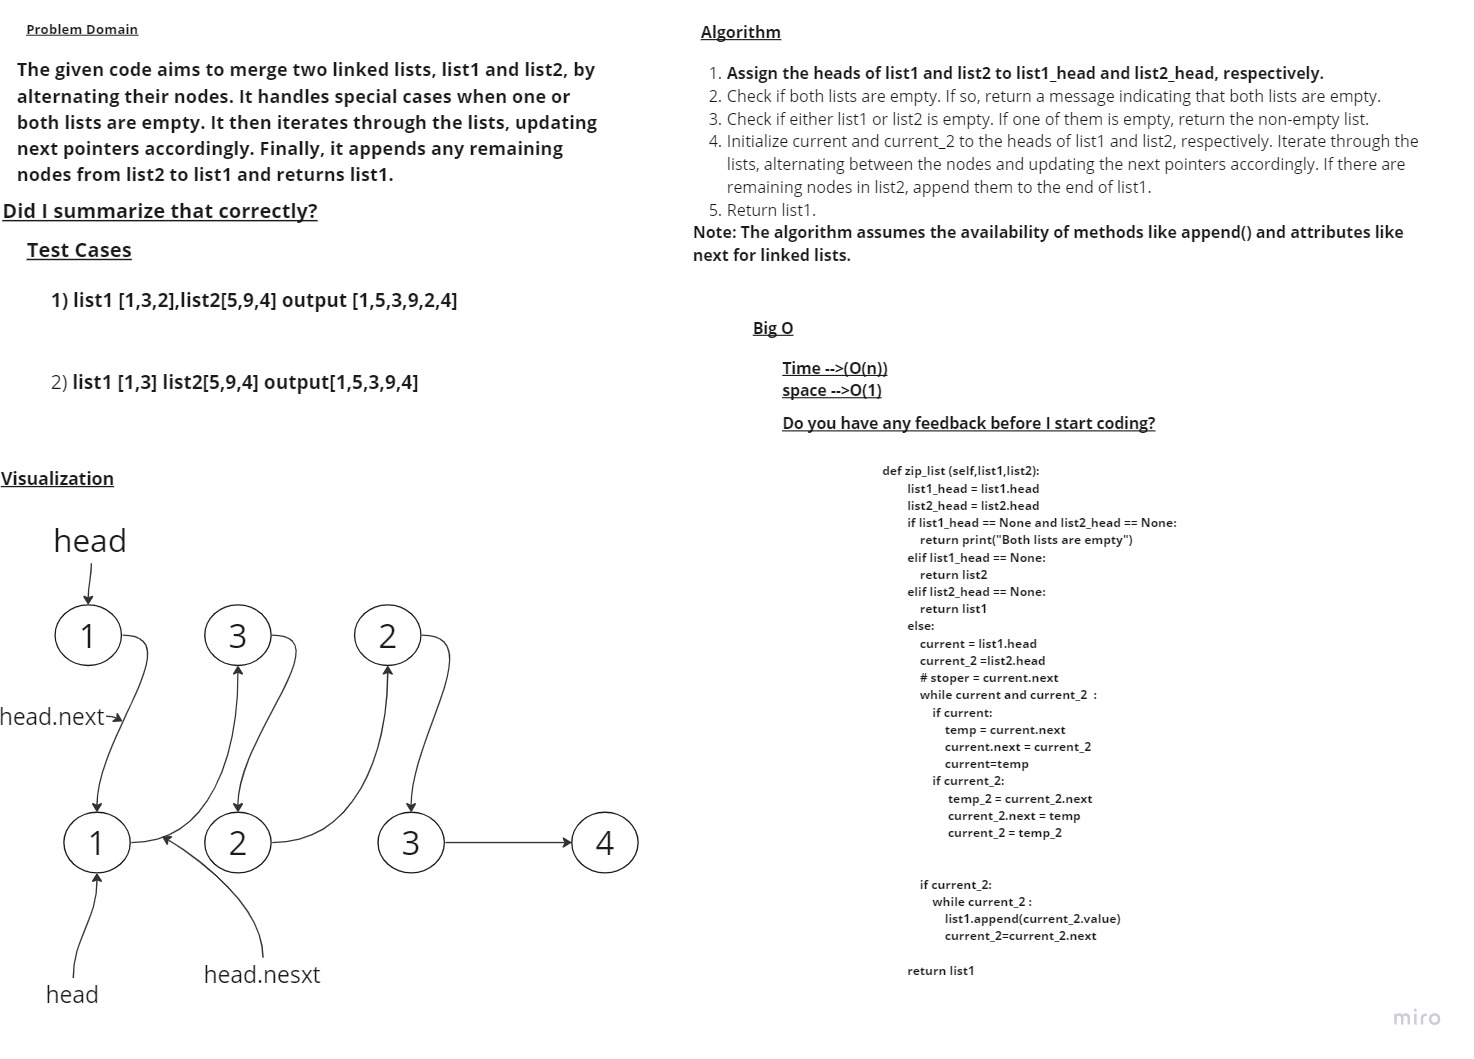 Problem Domain
The given code aims to merge two linked lists, list1 and list2, by
alternating their nodes. It handles special cases when one or
both lists are empty. It then iterates through the lists, updating
next pointers accordingly. Finally, it appends any remaining
nodes from list2 to list1 and returns list1.
Did I summarize that correctly?
Test Cases
1) list1 [1,3,2],list2[5,9,4] output [1,5,3,9,2,4]
2) list1 [1,3] list2[5,9,4] output[1,5,3,9,4]
Visualization
head
1
3
2
head.next
1
2
3
4
head
head.nesxt
Algorithm
1. Assign the heads of list1 and list2 to list1_head and list2_head, respectively.
2. Check if both lists are empty. If so, return a message indicating that both lists are empty.
3. Check if either list1 or list2 is empty. If one of them is empty, return the non-empty list.
4. Initialize current and current_2 to the heads of list1 and list2, respectively. Iterate through the
lists, alternating between the nodes and updating the next pointers accordingly. If there are
remaining nodes in list2, append them to the end of list1.
5. Return list1.
Note: The algorithm assumes the availability of methods like append() and attributes like
next for linked lists.
Big O
Time -->(O(n))
space -->O(1)
Do you have any feedback before I start coding?
def zip_list (self,list1,list2):
list1_head = list1.head
list2_head = list2.head
if list1_head == None and list2_head == None:
return print("Both lists are empty")
elif list1_head == None:
return list2
elif list2_head == None:
return list1
else:
current = list1.head
current_2 =list2.head
# stoper = current.next
while current and current_2 :
if current:
temp = current.next
current.next = current_2
current=temp
if current_2:
temp_2 = current_2.next
current_2.next = temp
current_2 = temp_2
if current_2:
while current_2 :
list1.append(current_2.value)
current_2=current_2.next
return list1
miro